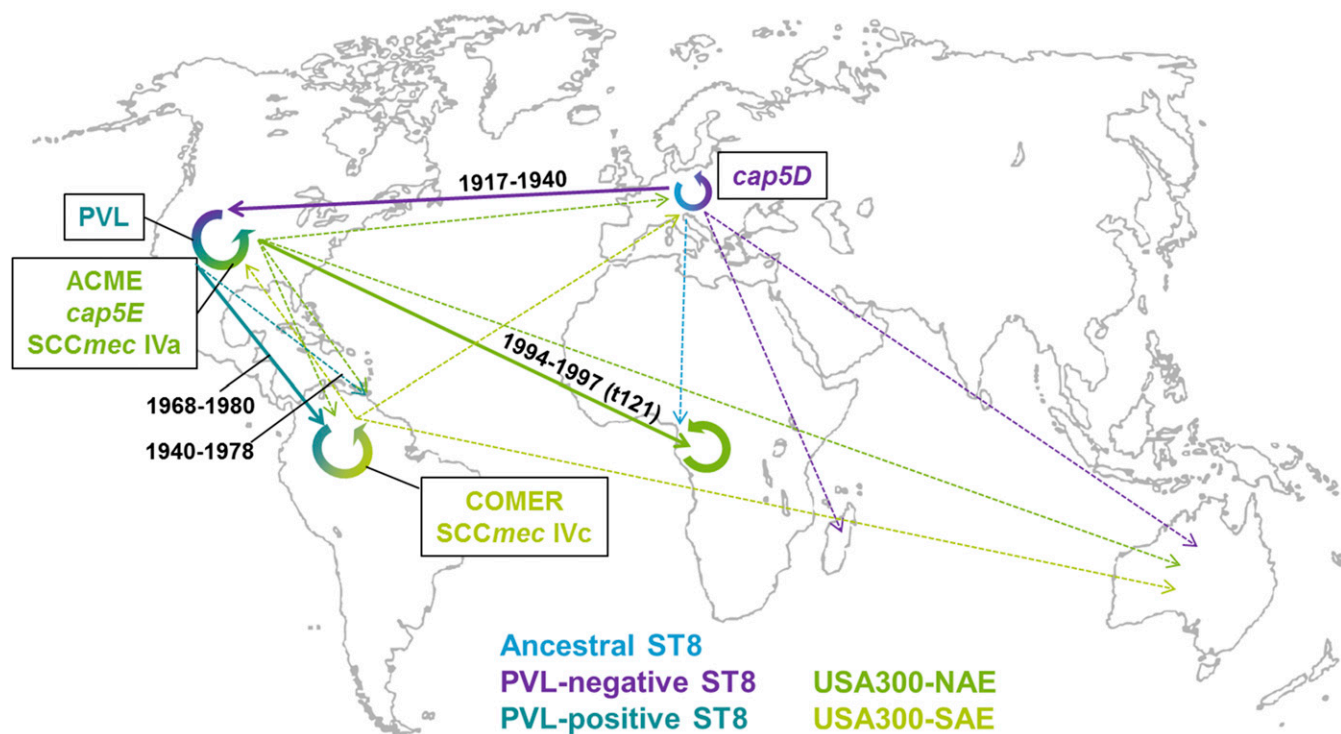 1917-1940
cap5D
PVL
ACME
cap5E
SCCmec IVa
1994-1997 (t121)
1968-1980
1940-1978
COMER
SCCmec IVc
Ancestral ST8
PVL-negative ST8
USA300-NAE
PVL-positive ST8
USA300-SAE